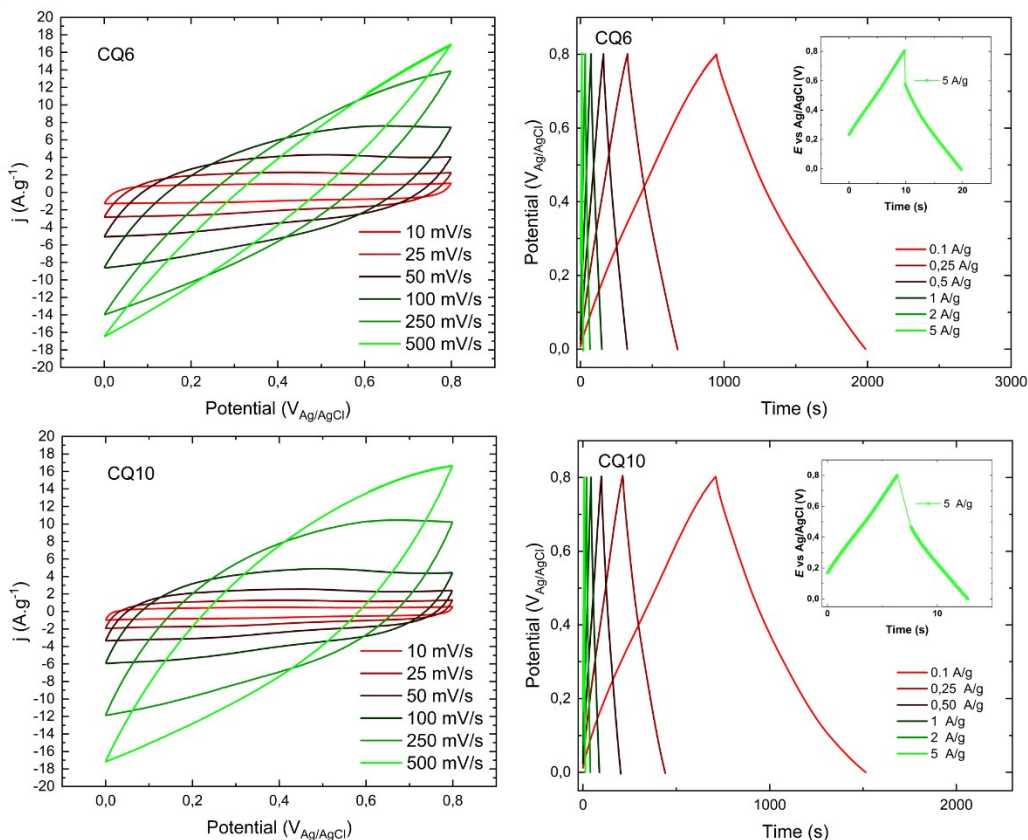 CQ6
20
18
16
14
12
10
8
6
4
2
0
-2
-4
-6
-8
-10
-12
-14
-16
-18
-20
j (A.g⁻¹)
10 mV/s
25 mV/s
50 mV/s
100 mV/s
250 mV/s
500 mV/s
0,0 0,2 0,4 0,6 0,8
Potential (V_Ag/AgCl)
CQ6
0,8
0,6
0,4
0,2
0,0
Potential (V_Ag/AgCl)
0.1 A/g
0,25 A/g
0,5 A/g
1 A/g
2 A/g
5 A/g
0 1000 2000 3000
Time (s)
E vs Ag/AgCl (V)
0,8
0,6
0,4
0,2
0,0
5 A/g
0 10 20
Time (s)
CQ10
20
18
16
14
12
10
8
6
4
2
0
-2
-4
-6
-8
-10
-12
-14
-16
-18
-20
j (A.g⁻¹)
10 mV/s
25 mV/s
50 mV/s
100 mV/s
250 mV/s
500 mV/s
0,0 0,2 0,4 0,6 0,8
Potential (V_Ag/AgCl)
CQ10
0,8
0,6
0,4
0,2
0,0
Potential (V_Ag/AgCl)
0.1 A/g
0,25 A/g
0,50 A/g
1 A/g
2 A/g
5 A/g
0 1000 2000
Time (s)
E vs Ag/AgCl (V)
0,8
0,6
0,4
0,2
0,0
5 A/g
0 10
Time (s)